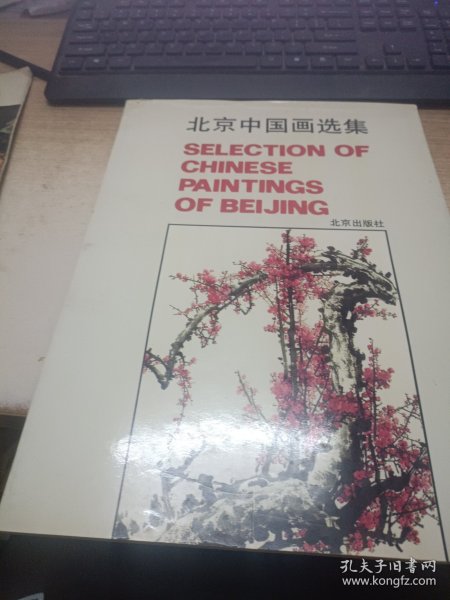 北京中国画选集
SELECTION OF
CHINESE
PAINTINGS
OF BEIJING
北京出版社
孔夫子旧书网
www.kongfz.com